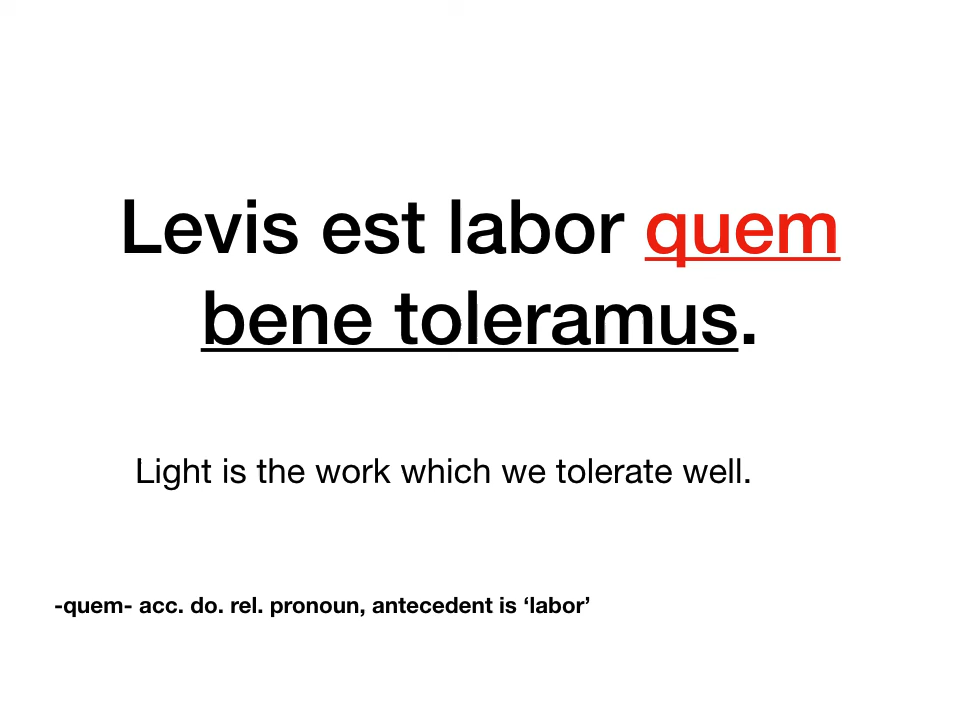 Levis est labor quem
bene toleramus.
Light is the work which we tolerate well.
-quem- acc. do. rel. pronoun, antecedent is ‘labor’